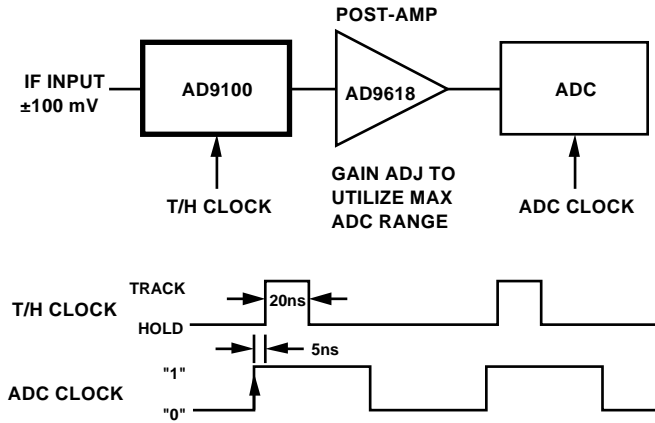 POST-AMP
IF INPUT
±100 mV
AD9100
AD9618
ADC
T/H CLOCK
GAIN ADJ TO
UTILIZE MAX
ADC RANGE
ADC CLOCK
T/H CLOCK
TRACK
HOLD
20ns
5ns
ADC CLOCK
"1"
"0"